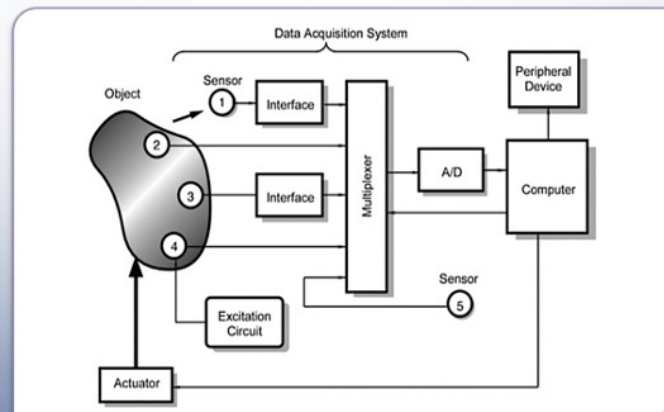 Data Acquisition System
Object
Sensor
1
Interface
2
3
Interface
4
Multiplexer
A/D
Computer
Peripheral
Device
Sensor
5
Excitation
Circuit
Actuator